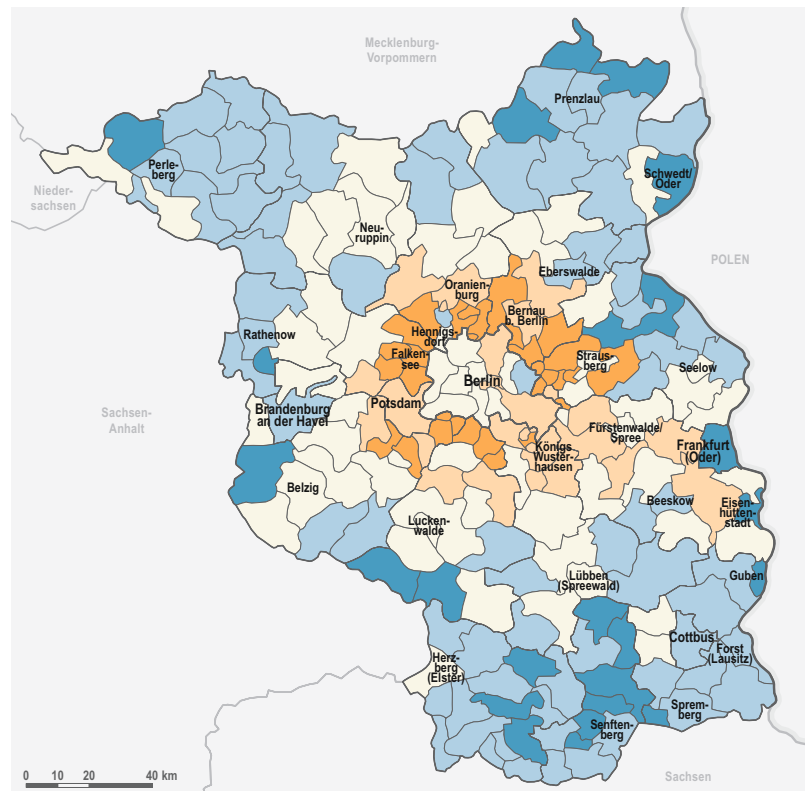 Mecklenburg-
Vorpommern
Prenzlau
Perle-
berg
Schwedt/
Oder
Nieder-
sachsen
Neu-
ruppin
POLEN
Eberswalde
Oranien-
burg
Bernau
b. Berlin
Rathenow
Hennigs-
dorf
Falken-
see
Straus-
berg
Seelow
Berlin
Potsdam
Brandenburg
an der Havel
Sachsen-
Anhalt
Fürstenwalde/
Spree
Frankfurt
(Oder)
Königs
Wuster-
hausen
Belzig
Beeskow
Eisen-
hütten-
stadt
Lucken-
walde
Lübben
(Spreewald)
Guben
Cottbus
Forst
(Lausitz)
Herz-
berg
(Elster)
Sprem-
berg
Senften-
berg
0 10 20 40 km
Sachsen